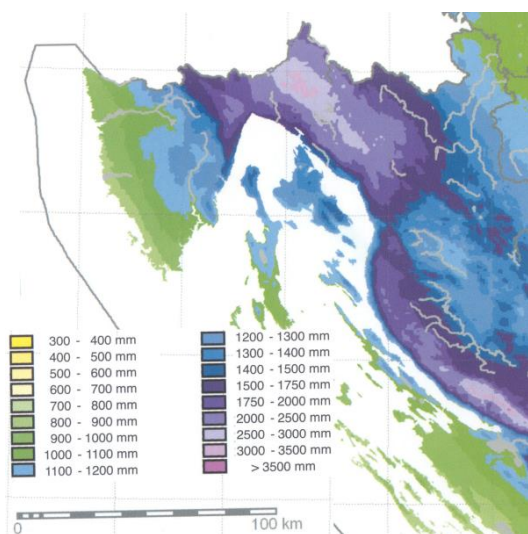 300 - 400 mm
400 - 500 mm
500 - 600 mm
600 - 700 mm
700 - 800 mm
800 - 900 mm
900 - 1000 mm
1000 - 1100 mm
1100 - 1200 mm
1200 - 1300 mm
1300 - 1400 mm
1400 - 1500 mm
1500 - 1750 mm
1750 - 2000 mm
2000 - 2500 mm
2500 - 3000 mm
3000 - 3500 mm
> 3500 mm
0 100 km